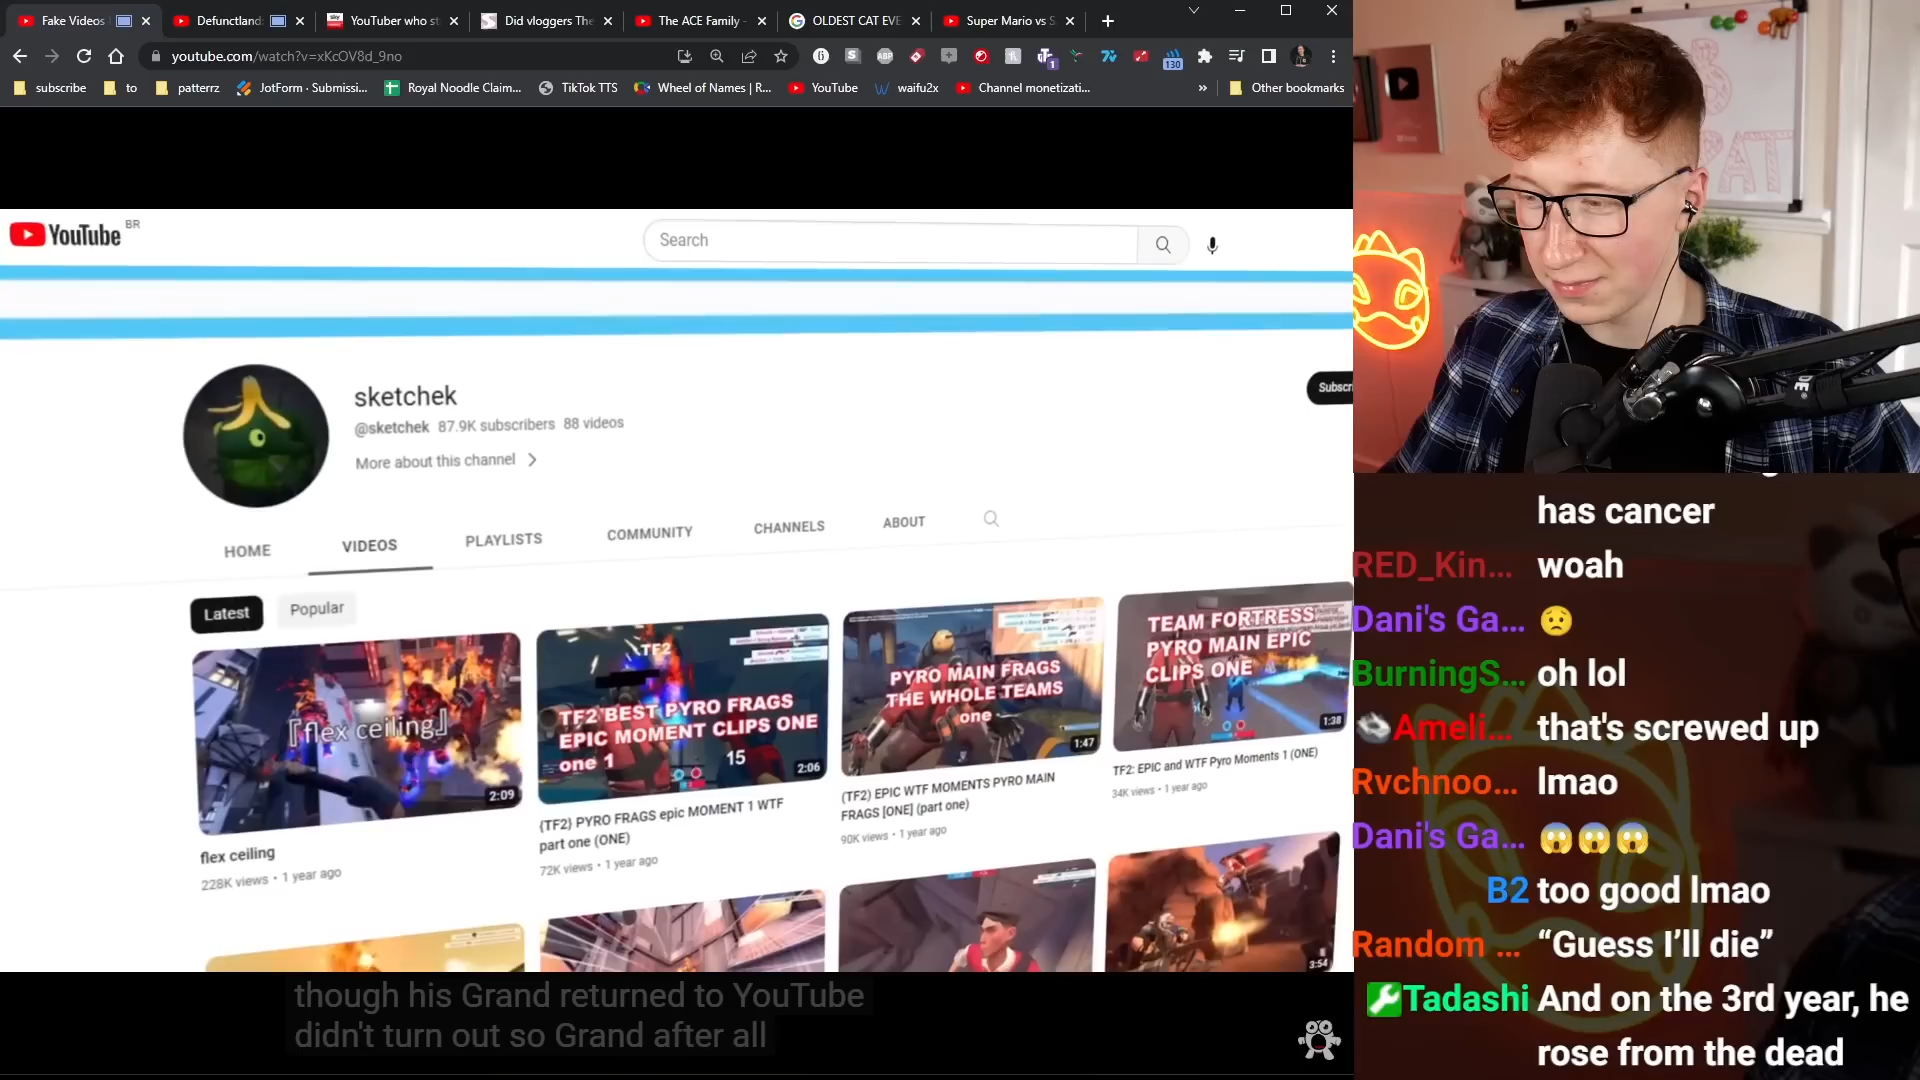 Fake Videos
Defunctland
YouTuber who st
Did vloggers The
The ACE Family -
OLDEST CAT EVE
Super Mario vs S
youtube.com/watch?v=xKcOV8d_9no
ABP
1
130
subscribe
to
patterrz
JotForm · Submissi...
Royal Noodle Claim...
TikTok TTS
Wheel of Names | R...
YouTube
waifu2x
Channel monetizati...
»
Other bookmarks
YouTube BR
Search
sketchek
@sketchek 87.9K subscribers 88 videos
More about this channel
Subscr
HOME
VIDEOS
PLAYLISTS
COMMUNITY
CHANNELS
ABOUT
Latest
Popular
『flex ceiling』
2:09
flex ceiling
228K views • 1 year ago
TF2
TF2 BEST PYRO FRAGS
EPIC MOMENT CLIPS ONE
one 1
15
2:06
(TF2) PYRO FRAGS epic MOMENT 1 WTF
part one (ONE)
72K views • 1 year ago
PYRO MAIN FRAGS
THE WHOLE TEAMS
one
1:47
(TF2) EPIC WTF MOMENTS PYRO MAIN
FRAGS [ONE] (part one)
90K views • 1 year ago
TEAM FORTRESS
PYRO MAIN EPIC
CLIPS ONE
1:38
TF2: EPIC and WTF Pyro Moments 1 (ONE)
34K views • 1 year ago
3:54
though his Grand returned to YouTube
didn't turn out so Grand after all
has cancer
RED_Kin... woah
Dani's Ga... 😟
BurningS... oh lol
Ameli... that's screwed up
Rvchnoo... lmao
Dani's Ga... 😱😱😱
B2 too good lmao
Random ... “Guess I’ll die”
Tadashi And on the 3rd year, he
rose from the dead